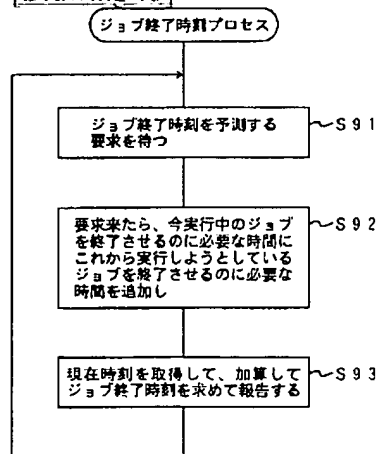 ジョブ終了時刻プロセス
ジョブ終了時刻を予測する
要求を待つ
S91
要求来たら、今実行中のジョブ
を終了させるのに必要な時間に
これから実行しようとしている
ジョブを終了させるのに必要な
時間を追加し
S92
現在時刻を取得して、加算して
ジョブ終了時刻を求めて報告する
S93